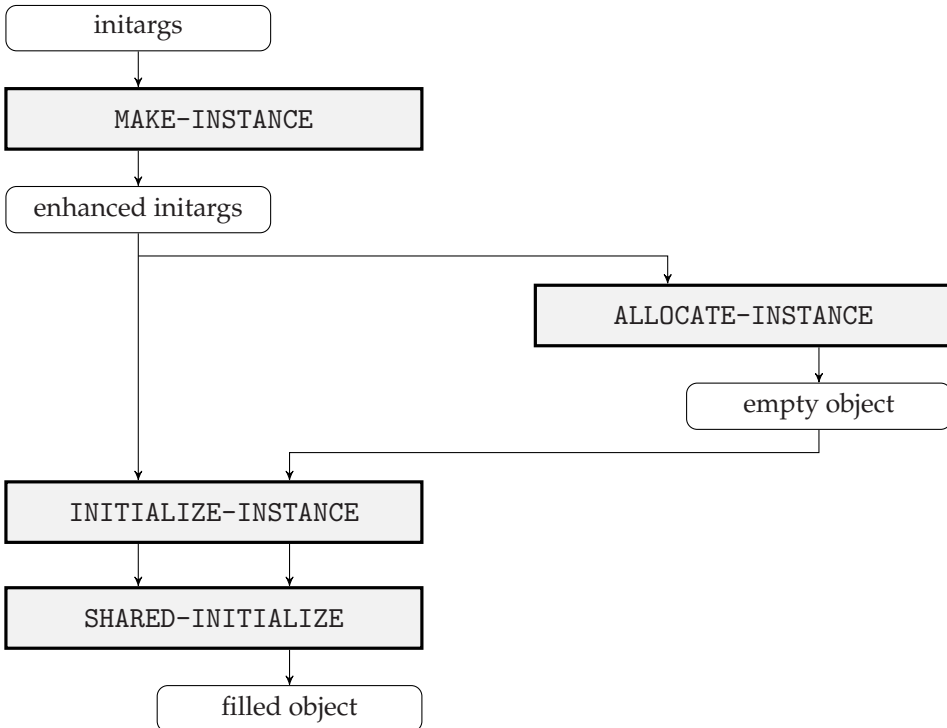 initargs
MAKE-INSTANCE
enhanced initargs
ALLOCATE-INSTANCE
empty object
INITIALIZE-INSTANCE
SHARED-INITIALIZE
filled object